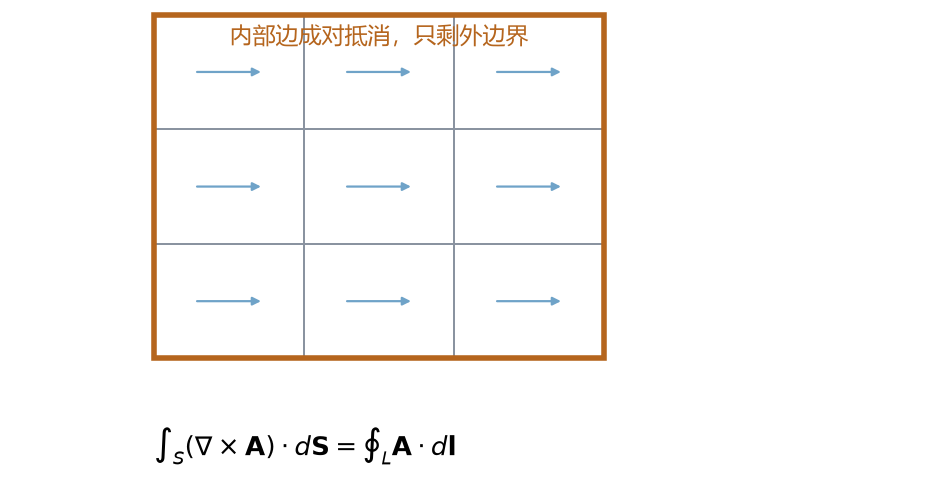 内部边成对抵消，只剩外边界
∫_S(∇ × 𝐀) · d𝐒 = ∮_L 𝐀 · d𝐥